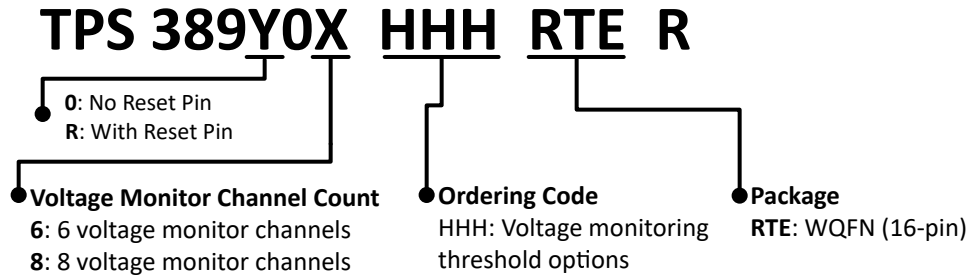 TPS 389Y0X HHH RTE R
0: No Reset Pin
R: With Reset Pin
Voltage Monitor Channel Count
6: 6 voltage monitor channels
8: 8 voltage monitor channels
Ordering Code
HHH: Voltage monitoring
threshold options
Package
RTE: WQFN (16-pin)